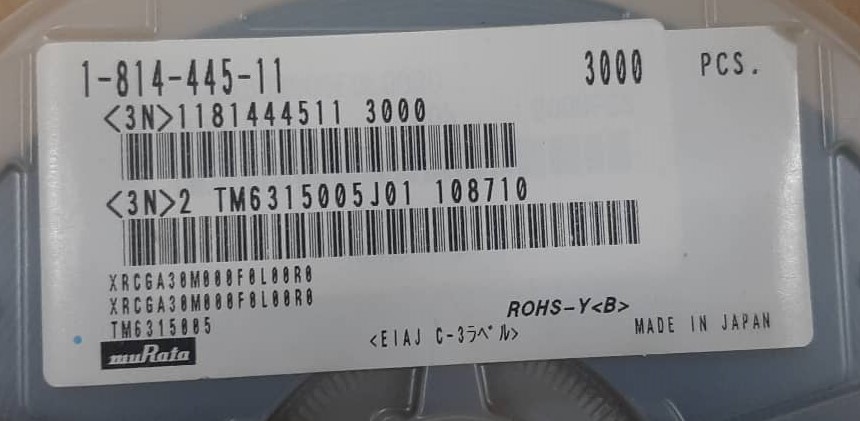 1-814-445-11 3000 PCS.
<3N>1181444511 3000
<3N>2 TM6315005J01 108710
XRCGA30M000F0L00R0
XRCGA30M000F0L00R0
TM6315005
ROHS-Y<B>
muRata <EIAJ C-3ラベル> MADE IN JAPAN